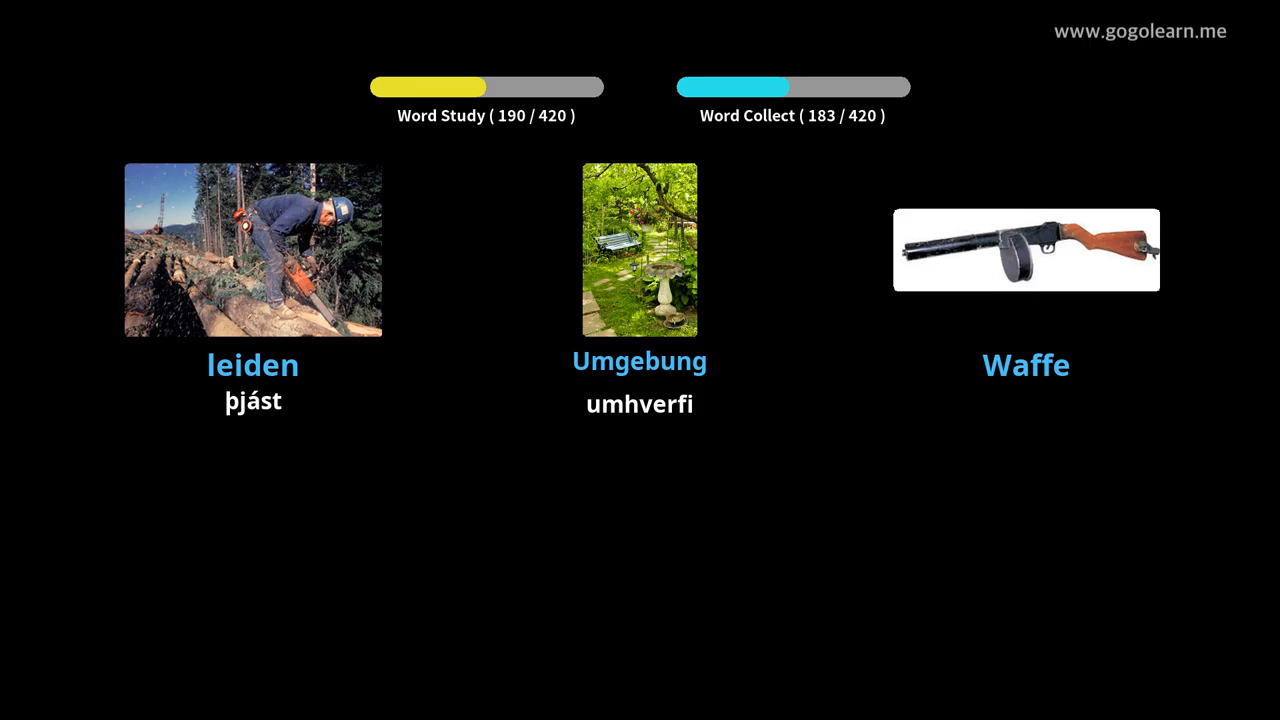 www.gogolearn.me
Word Study ( 190 / 420 )
Word Collect ( 183 / 420 )
leiden
þjást
Umgebung
umhverfi
Waffe